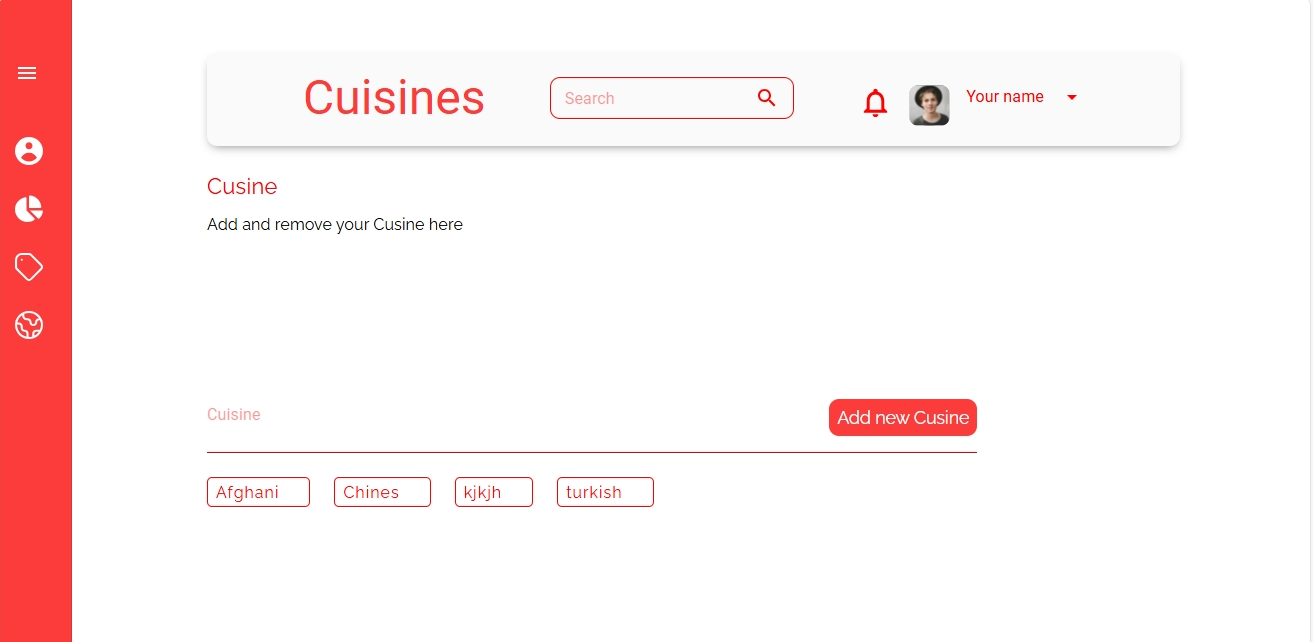 Cuisines
Search
Your name
Cusine
Add and remove your Cusine here
Cuisine
Add new Cusine
Afghani
Chines
kjkjh
turkish